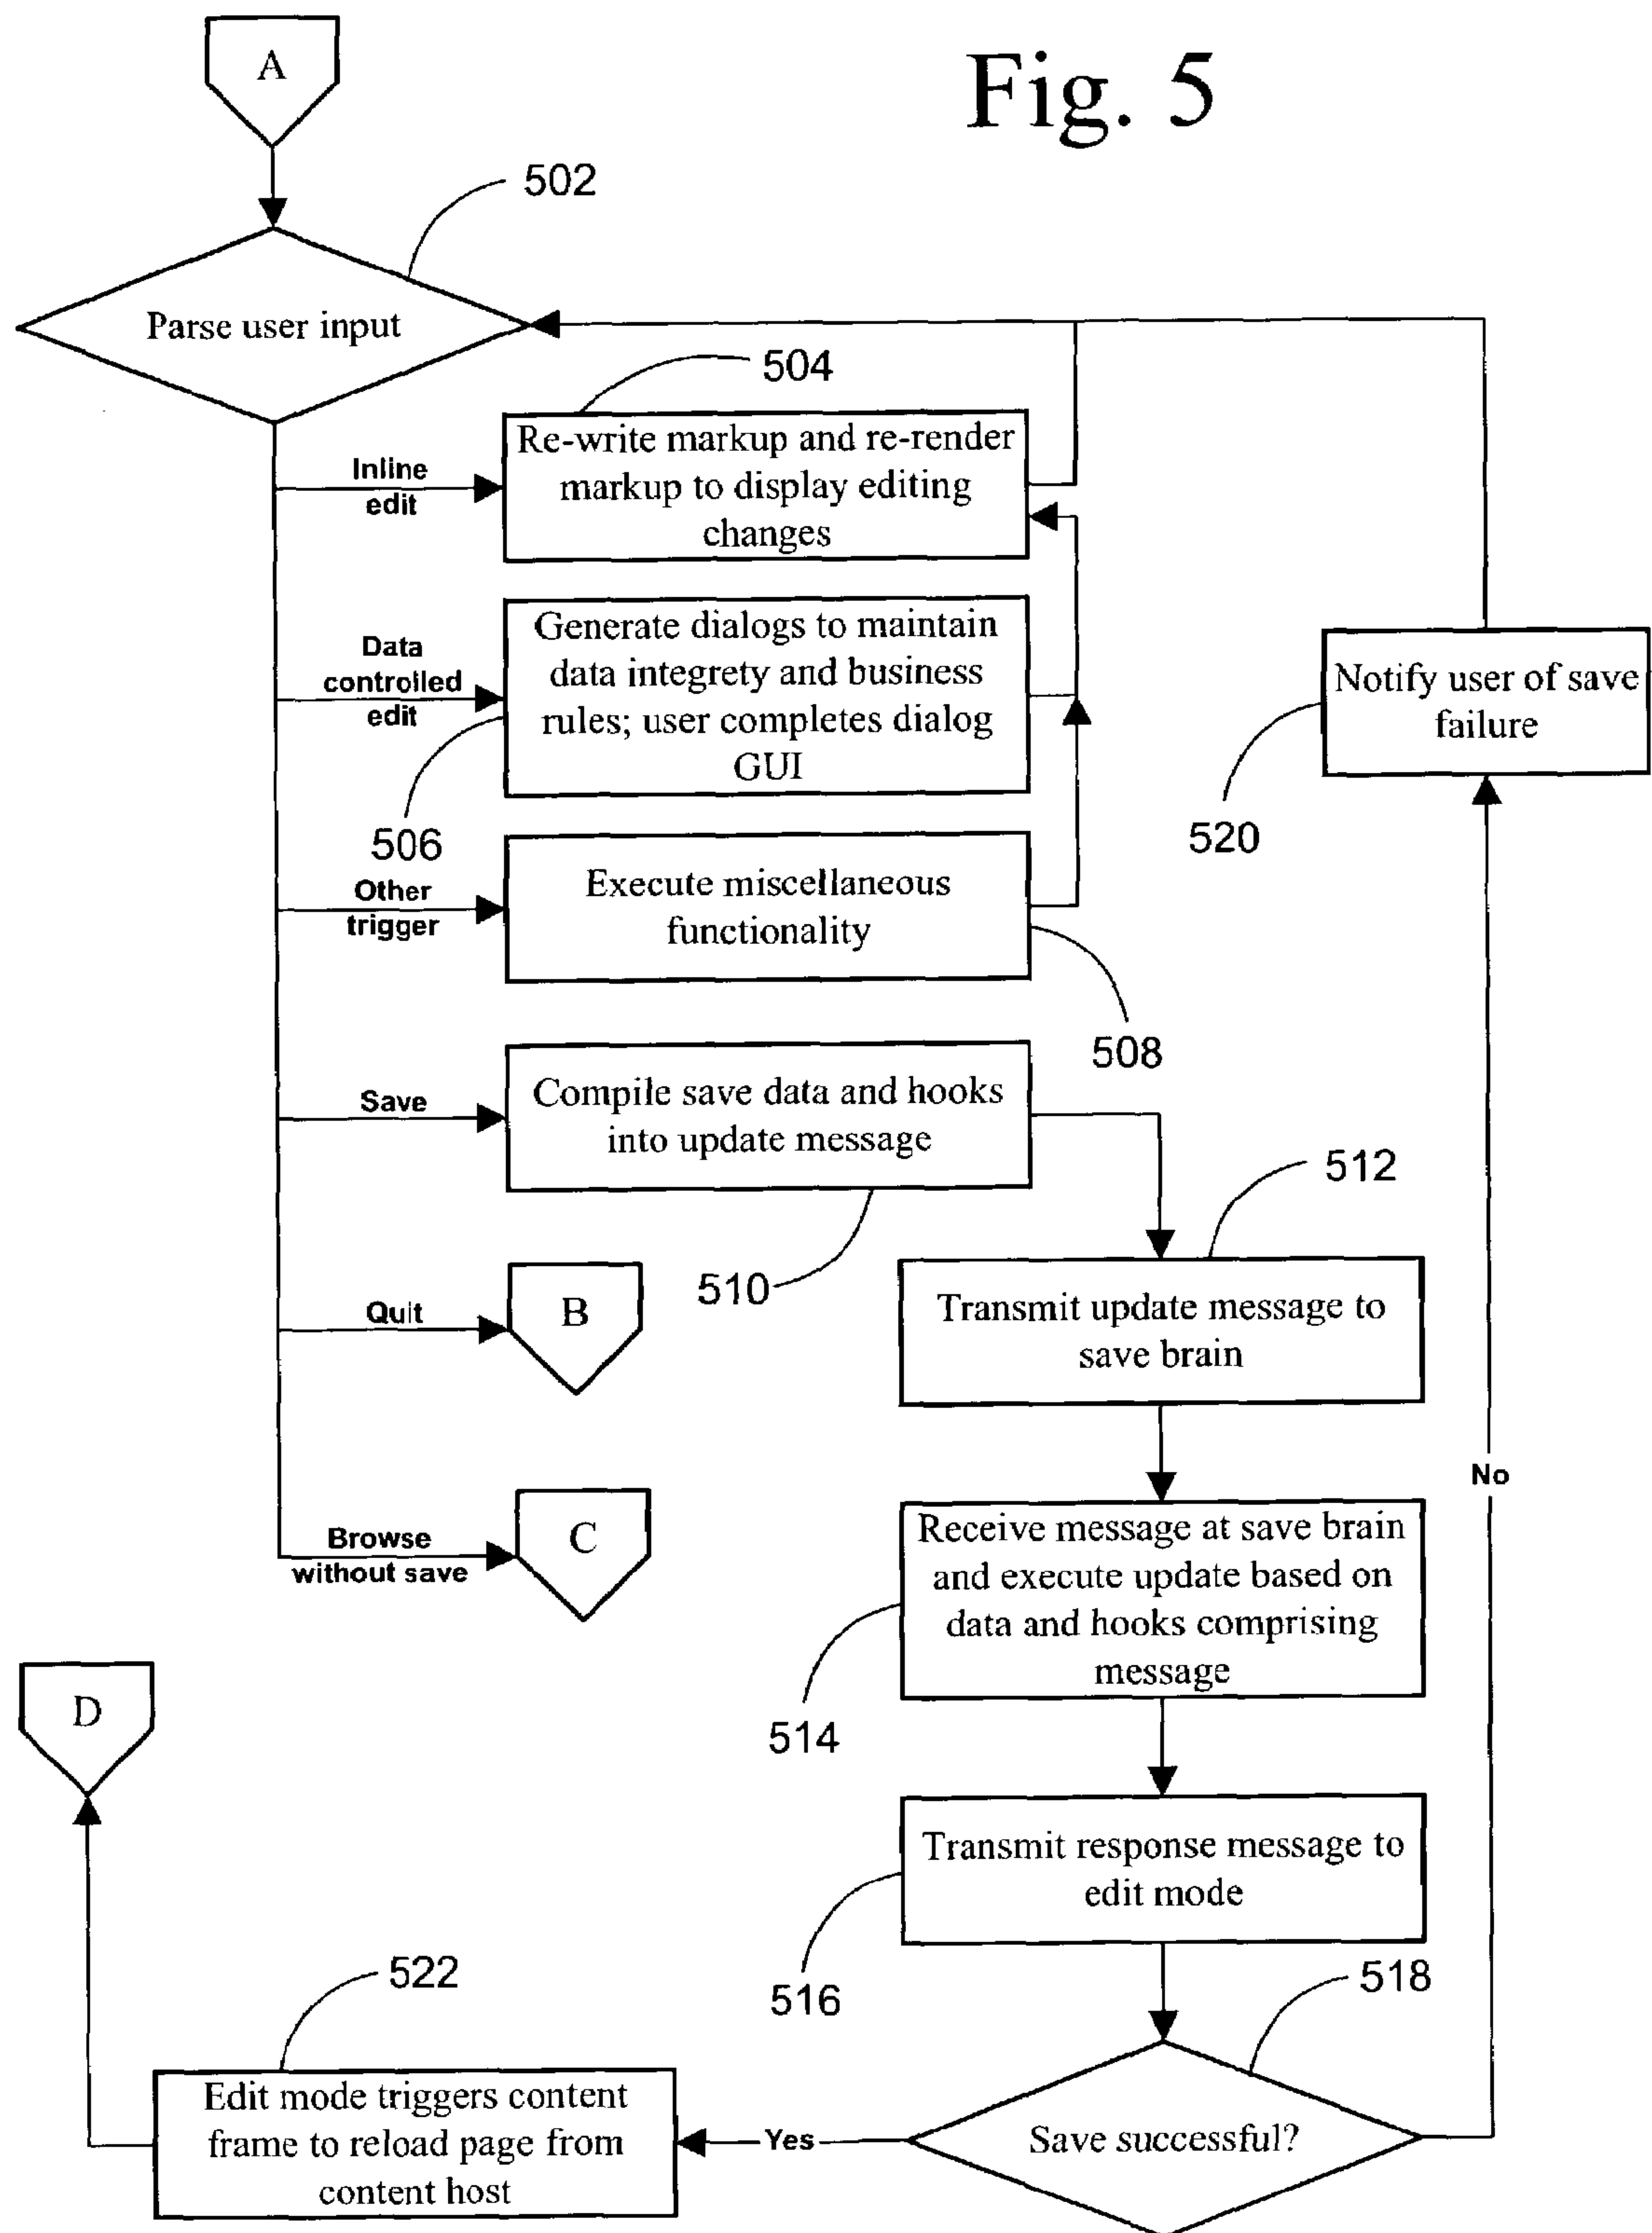 Fig. 5
A
502
Parse user input
504
Inline
edit
Re-write markup and re-render
markup to display editing
changes
Data
controlled
edit
506
Generate dialogs to maintain
data integrety and business
rules; user completes dialog
GUI
Notify user of save
failure
520
Other
trigger
Execute miscellaneous
functionality
508
Save
Compile save data and hooks
into update message
510
512
Transmit update message to
save brain
Quit
B
No
Browse
without save
C
Receive message at save brain
and execute update based on
data and hooks comprising
message
514
D
Transmit response message to
edit mode
516
518
522
Edit mode triggers content
frame to reload page from
content host
Yes
Save successful?